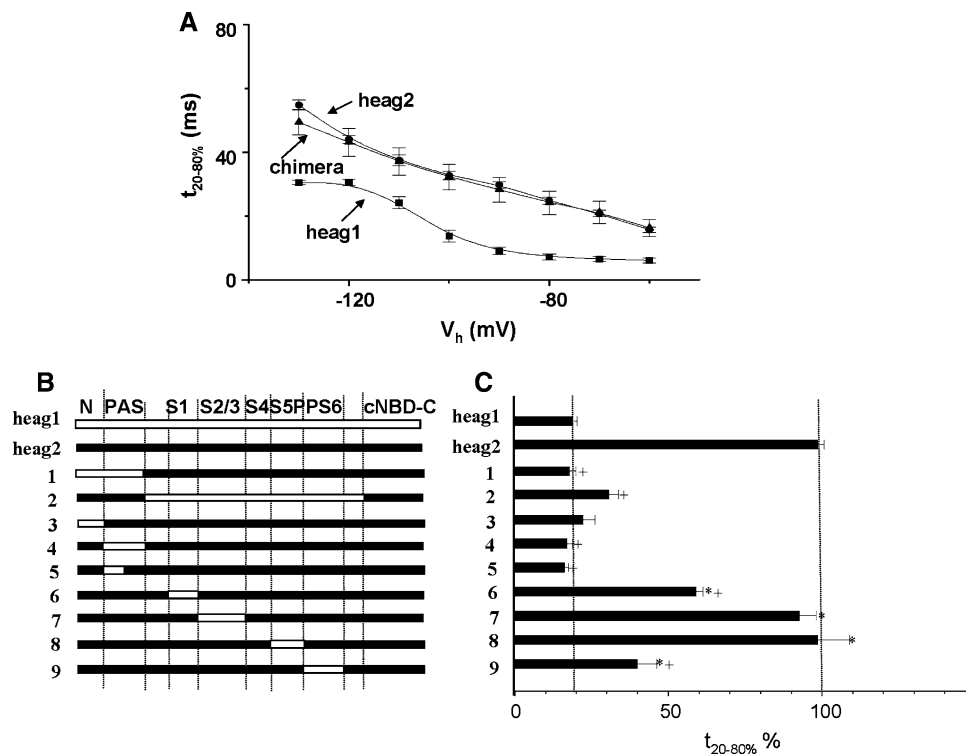 A
80
40
0
t20-80% (ms)
heag2
chimera
heag1
-120
-80
Vh (mV)
B
N PAS S1 S2/3 S4 S5P PS6 cNBD-C
heag1
heag2
1
2
3
4
5
6
7
8
9
C
heag1
heag2
1
+
2
+
3
4
+
5
+
6
* +
7
*
8
*
9
* +
0
50
100
t20-80% %